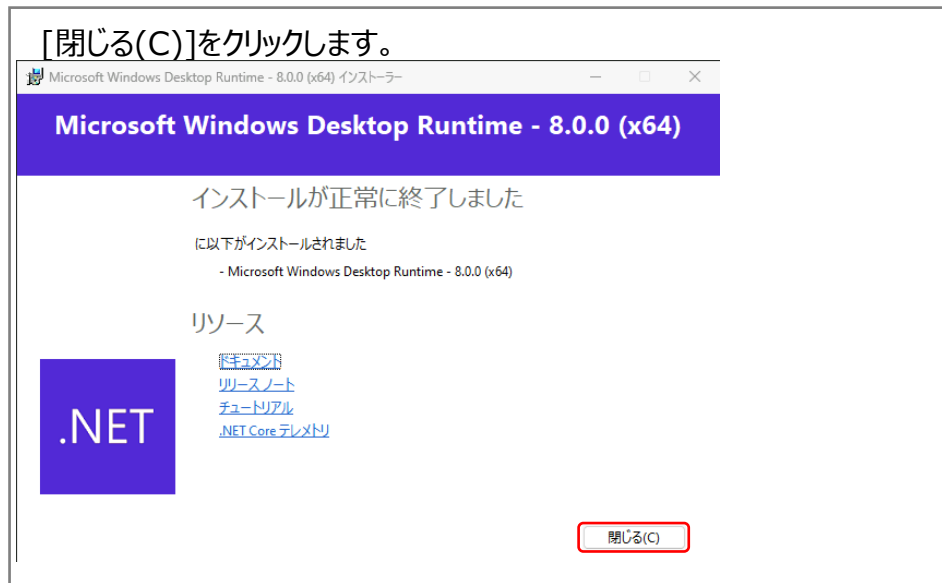 [閉じる(C)]をクリックします。
Microsoft Windows Desktop Runtime - 8.0.0 (x64) インストーラー
Microsoft Windows Desktop Runtime - 8.0.0 (x64)
インストールが正常に終了しました
に以下がインストールされました
- Microsoft Windows Desktop Runtime - 8.0.0 (x64)
リソース
ドキュメント
リリース ノート
チュートリアル
.NET Core テレメトリ
.NET
閉じる(C)